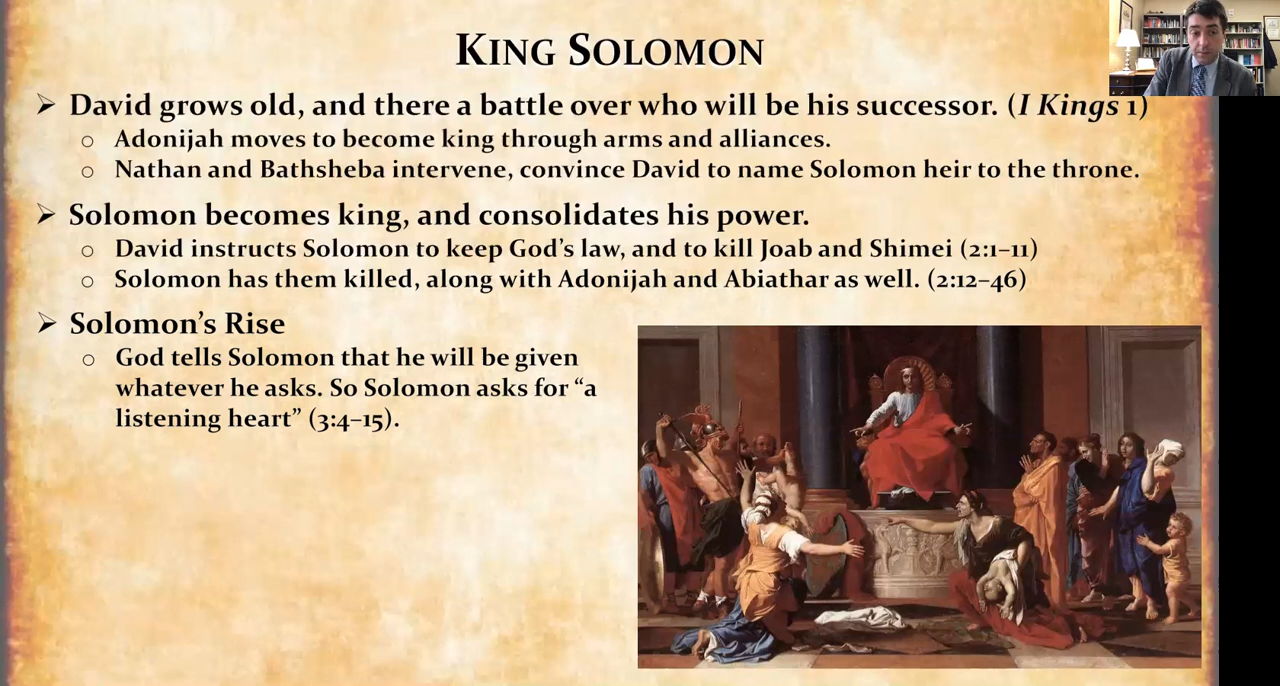 King Solomon
➢ David grows old, and there a battle over who will be his successor. (I Kings 1)
○ Adonijah moves to become king through arms and alliances.
○ Nathan and Bathsheba intervene, convince David to name Solomon heir to the throne.
➢ Solomon becomes king, and consolidates his power.
○ David instructs Solomon to keep God’s law, and to kill Joab and Shimei (2:1–11)
○ Solomon has them killed, along with Adonijah and Abiathar as well. (2:12–46)
➢ Solomon’s Rise
○ God tells Solomon that he will be given
whatever he asks. So Solomon asks for “a
listening heart” (3:4–15).